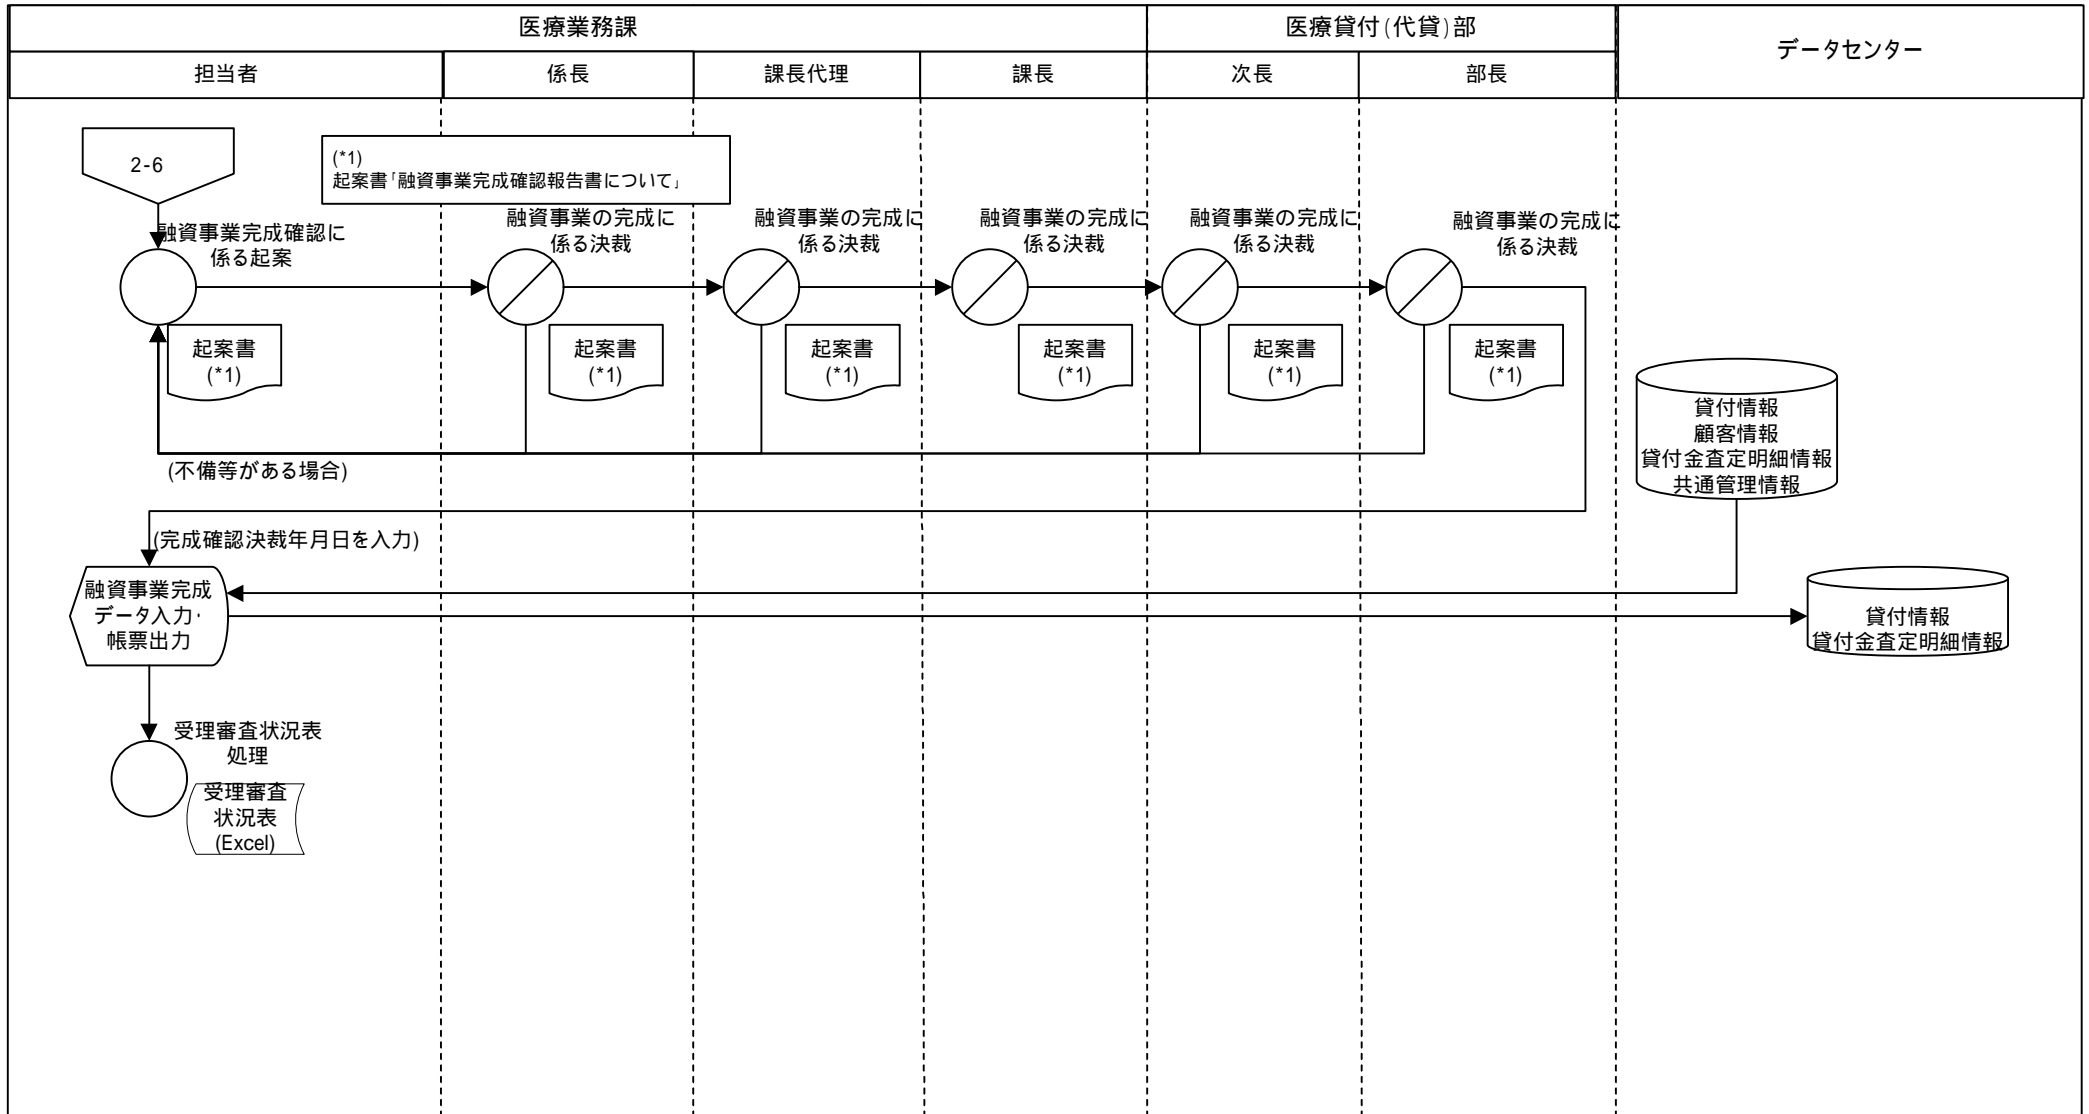 医療業務課
医療貸付(代貸)部
データセンター
担当者
係長
課長代理
課長
次長
部長
2-6
(*1)
起案書「融資事業完成確認報告書について」
融資事業完成確認に
係る起案
融資事業の完成に
係る決裁
融資事業の完成に
係る決裁
融資事業の完成に
係る決裁
融資事業の完成に
係る決裁
融資事業の完成に
係る決裁
起案書
(*1)
起案書
(*1)
起案書
(*1)
起案書
(*1)
起案書
(*1)
起案書
(*1)
貸付情報
顧客情報
貸付金査定明細情報
共通管理情報
(不備等がある場合)
(完成確認決裁年月日を入力)
融資事業完成
データ入力・
帳票出力
貸付情報
貸付金査定明細情報
受理審査状況表
処理
受理審査
状況表
(Excel)